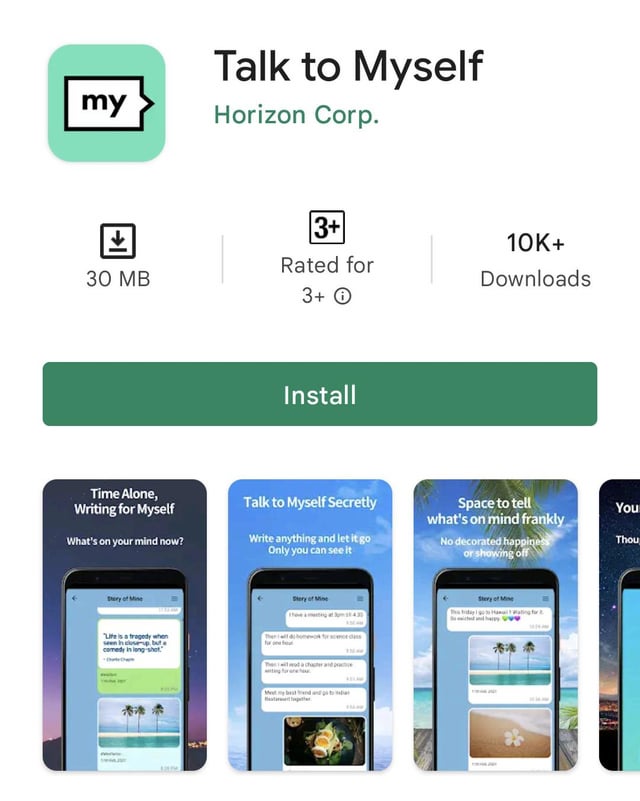 my
Talk to Myself
Horizon Corp.
30 MB
3+
Rated for
3+
10K+
Downloads
Install
Time Alone,
Writing for Myself
What's on your mind now?
Story of Mine
"Life is a tragedy when
seen in close-up, but a
comedy in long-shot."
- Charlie Chaplin
Talk to Myself Secretly
Write anything and let it go
Only you can see it
Story of Mine
I have a meeting at 3pm
Then I will do homework for science class
for one hour.
Then I will read a chapter and practice
writing for one hour.
Meet my best friend and go to Indian
Restaurant together.
Space to tell
what's on mind frankly
No decorated happiness
or showing off
Story of Mine
This friday I go to Hawaii !! Waiting for it.
So excited and happy.
You
Thou